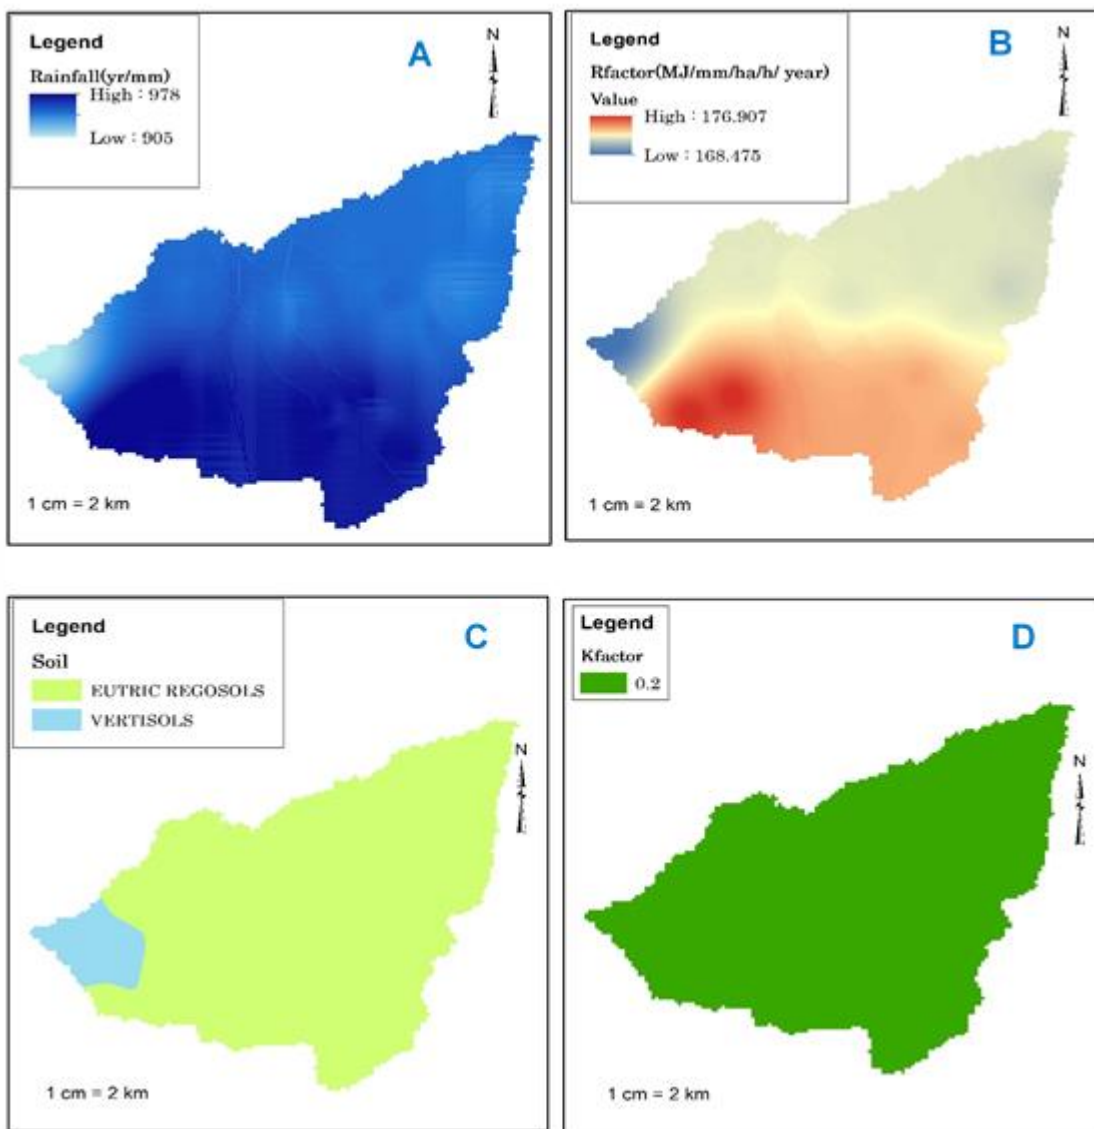 Legend
Rainfall(yr/mm)
High : 978
Low : 905
A
N
1 cm = 2 km
Legend
Rfactor(MJ/mm/ha/h/ year)
Value
High : 176.907
Low : 168.475
B
N
1 cm = 2 km
Legend
Soil
EUTRIC REGOSOLS
VERTISOLS
C
N
1 cm = 2 km
Legend
Kfactor
0.2
D
N
1 cm = 2 km